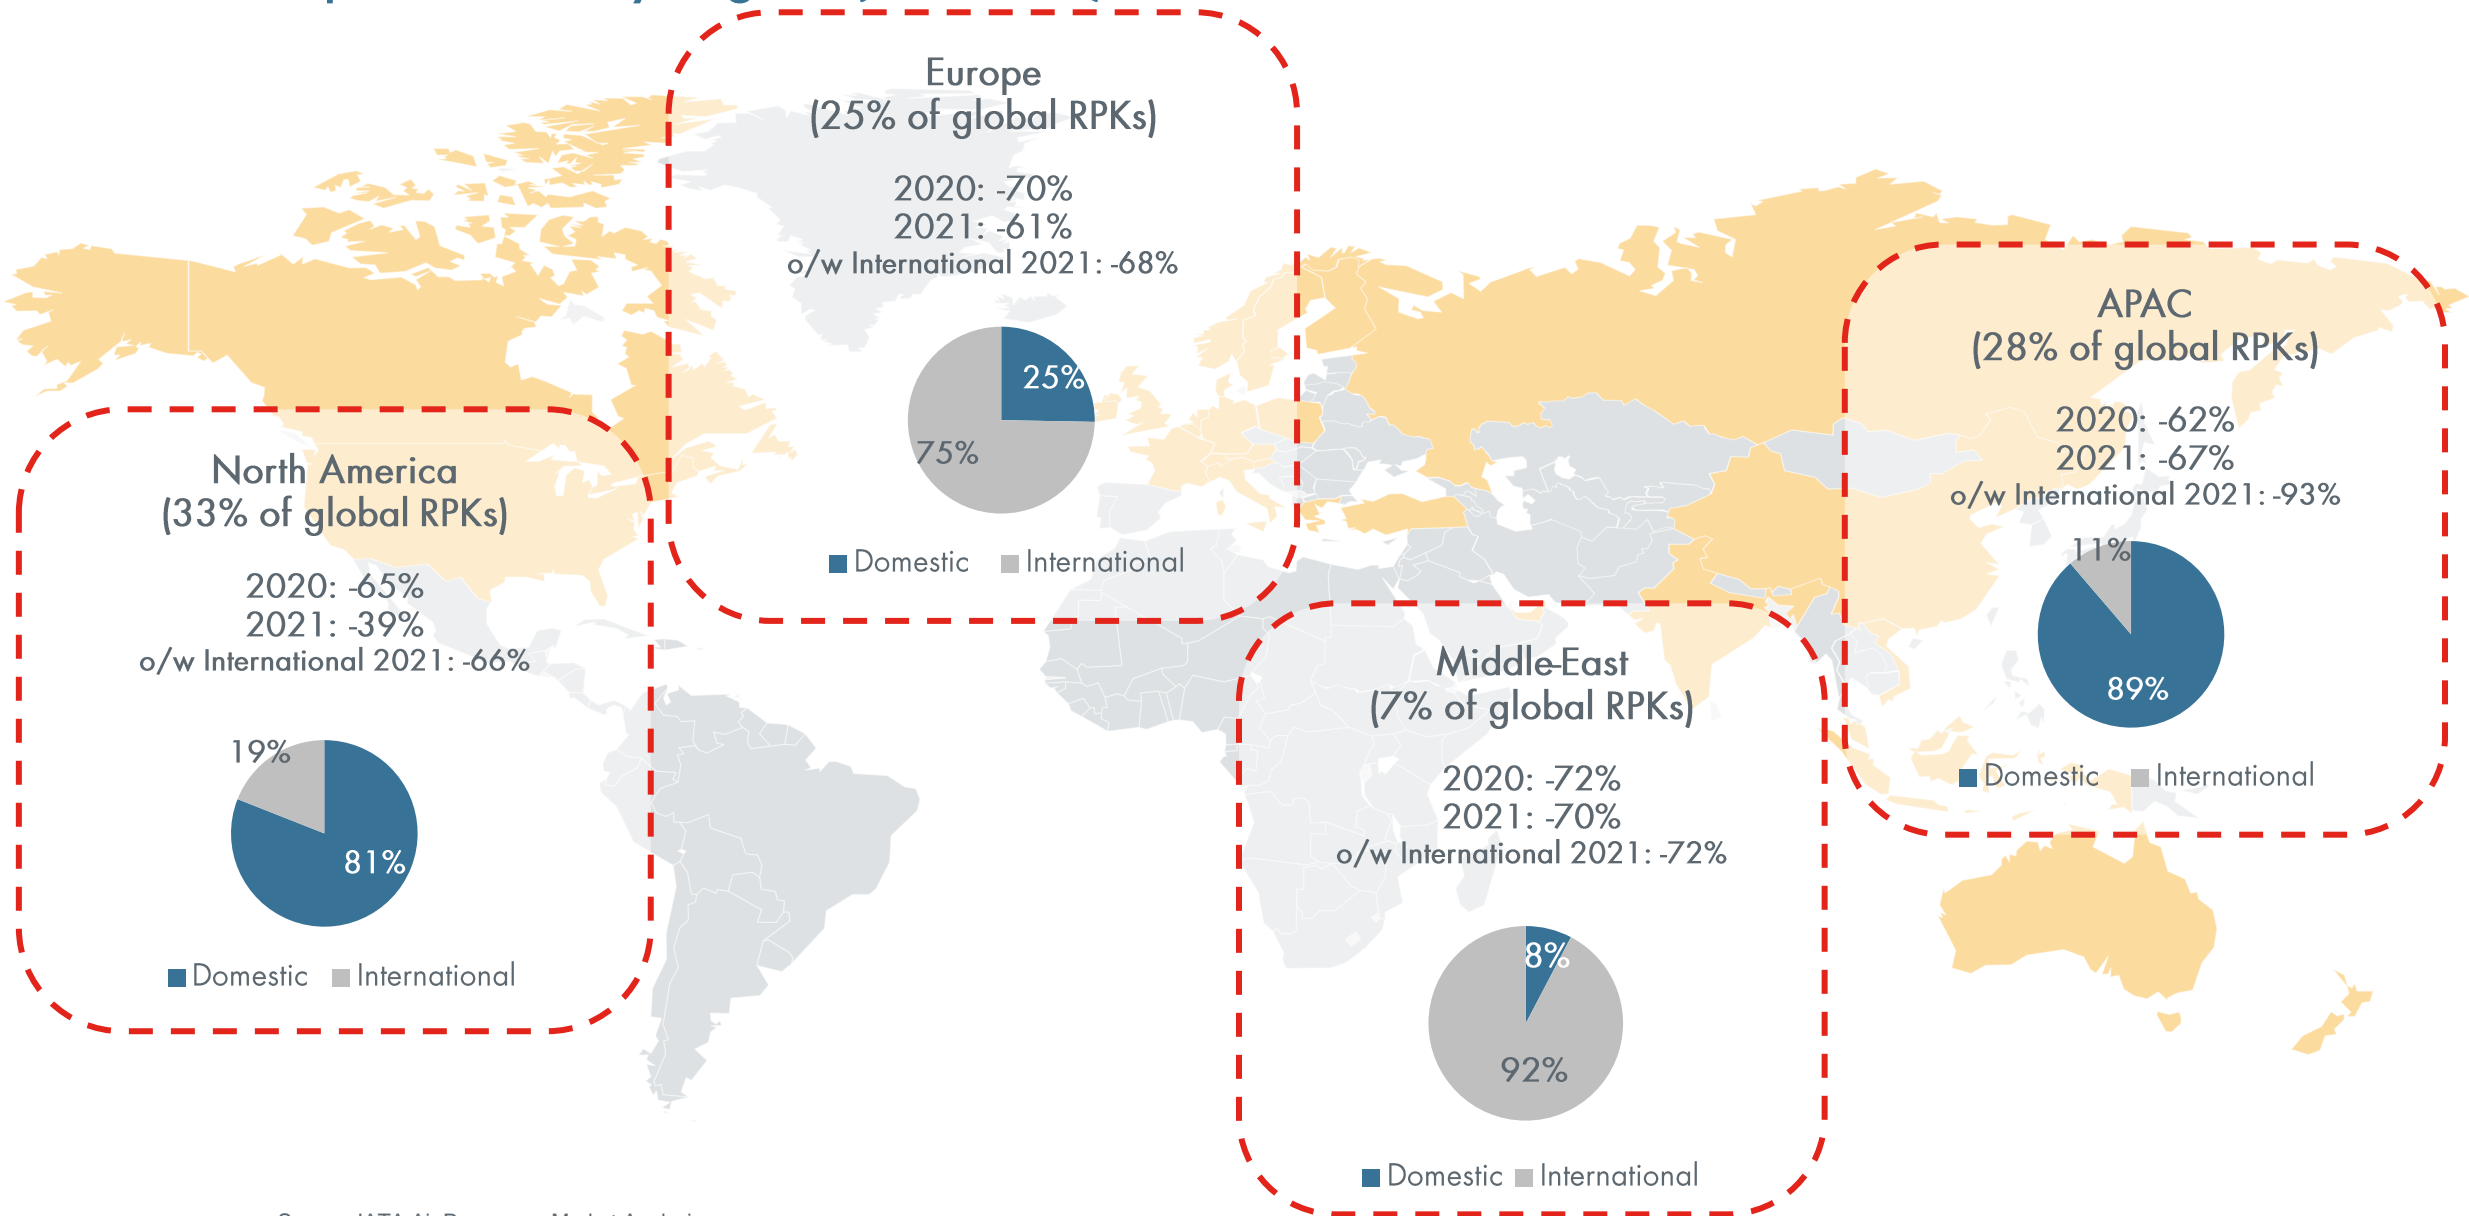 Europe
(25% of global RPKs)
2020: -70%
2021: -61%
o/w International 2021: -68%
25%
75%
Domestic International
North America
(33% of global RPKs)
2020: -65%
2021: -39%
o/w International 2021: -66%
19%
81%
Domestic International
Middle-East
(7% of global RPKs)
2020: -72%
2021: -70%
o/w International 2021: -72%
8%
92%
Domestic International
APAC
(28% of global RPKs)
2020: -62%
2021: -67%
o/w International 2021: -93%
11%
89%
Domestic International